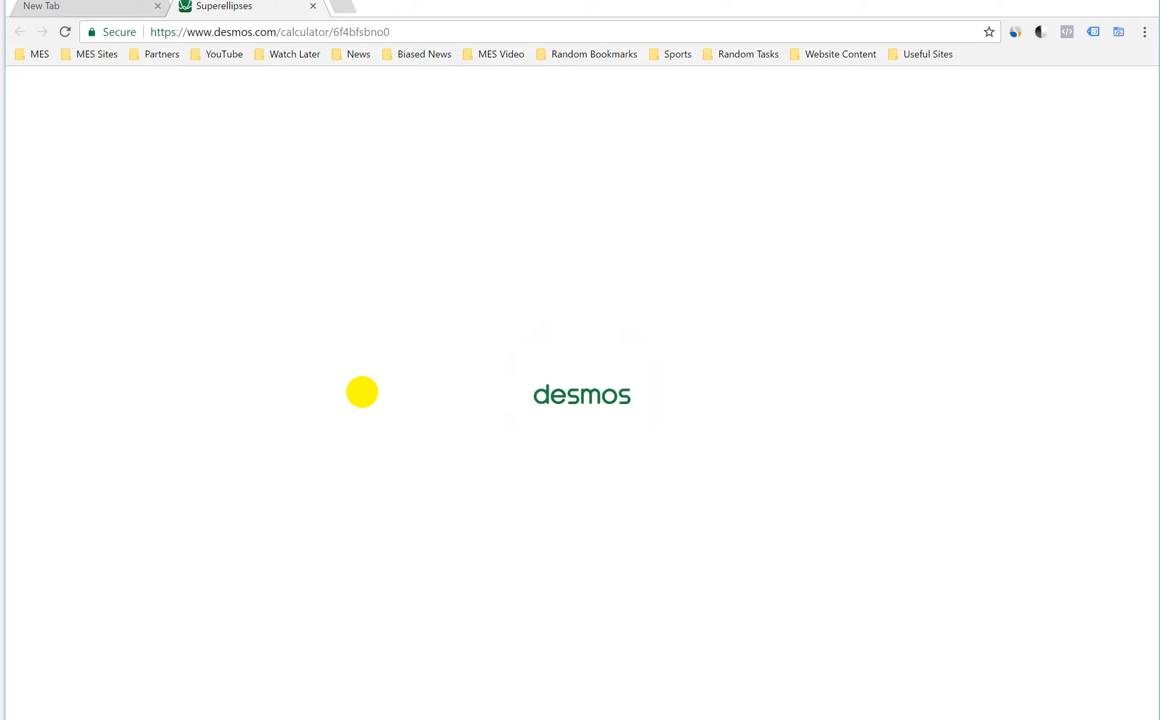 New Tab
Superellipses
Secure https://www.desmos.com/calculator/6f4bfsbno0
MES MES Sites Partners YouTube Watch Later News Biased News MES Video Random Bookmarks Sports Random Tasks Website Content Useful Sites
desmos